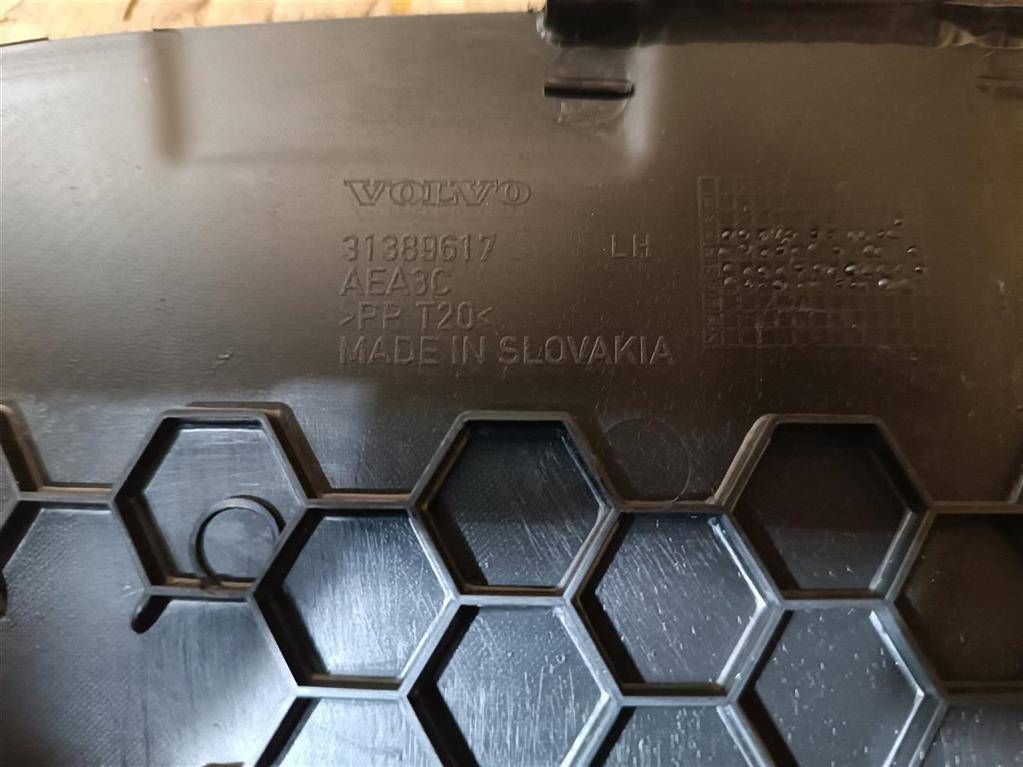 VOLVO
31389617 LH
AEA3C
>PP T20<
MADE IN SLOVAKIA